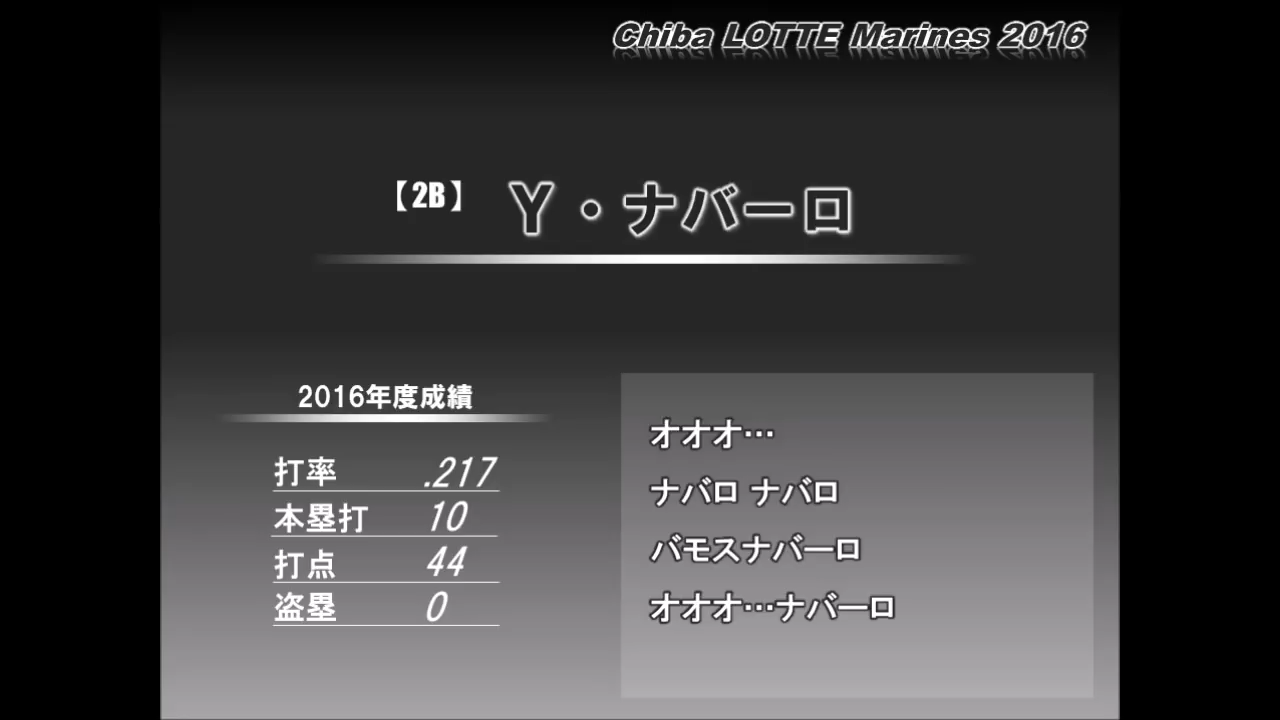 Chiba LOTTE Marines 2016
【2B】 Y・ナバーロ
2016年度成績
打率 .217
本塁打 10
打点 44
盗塁 0
オオオ…
ナバロ ナバロ
バモスナバーロ
オオオ…ナバーロ